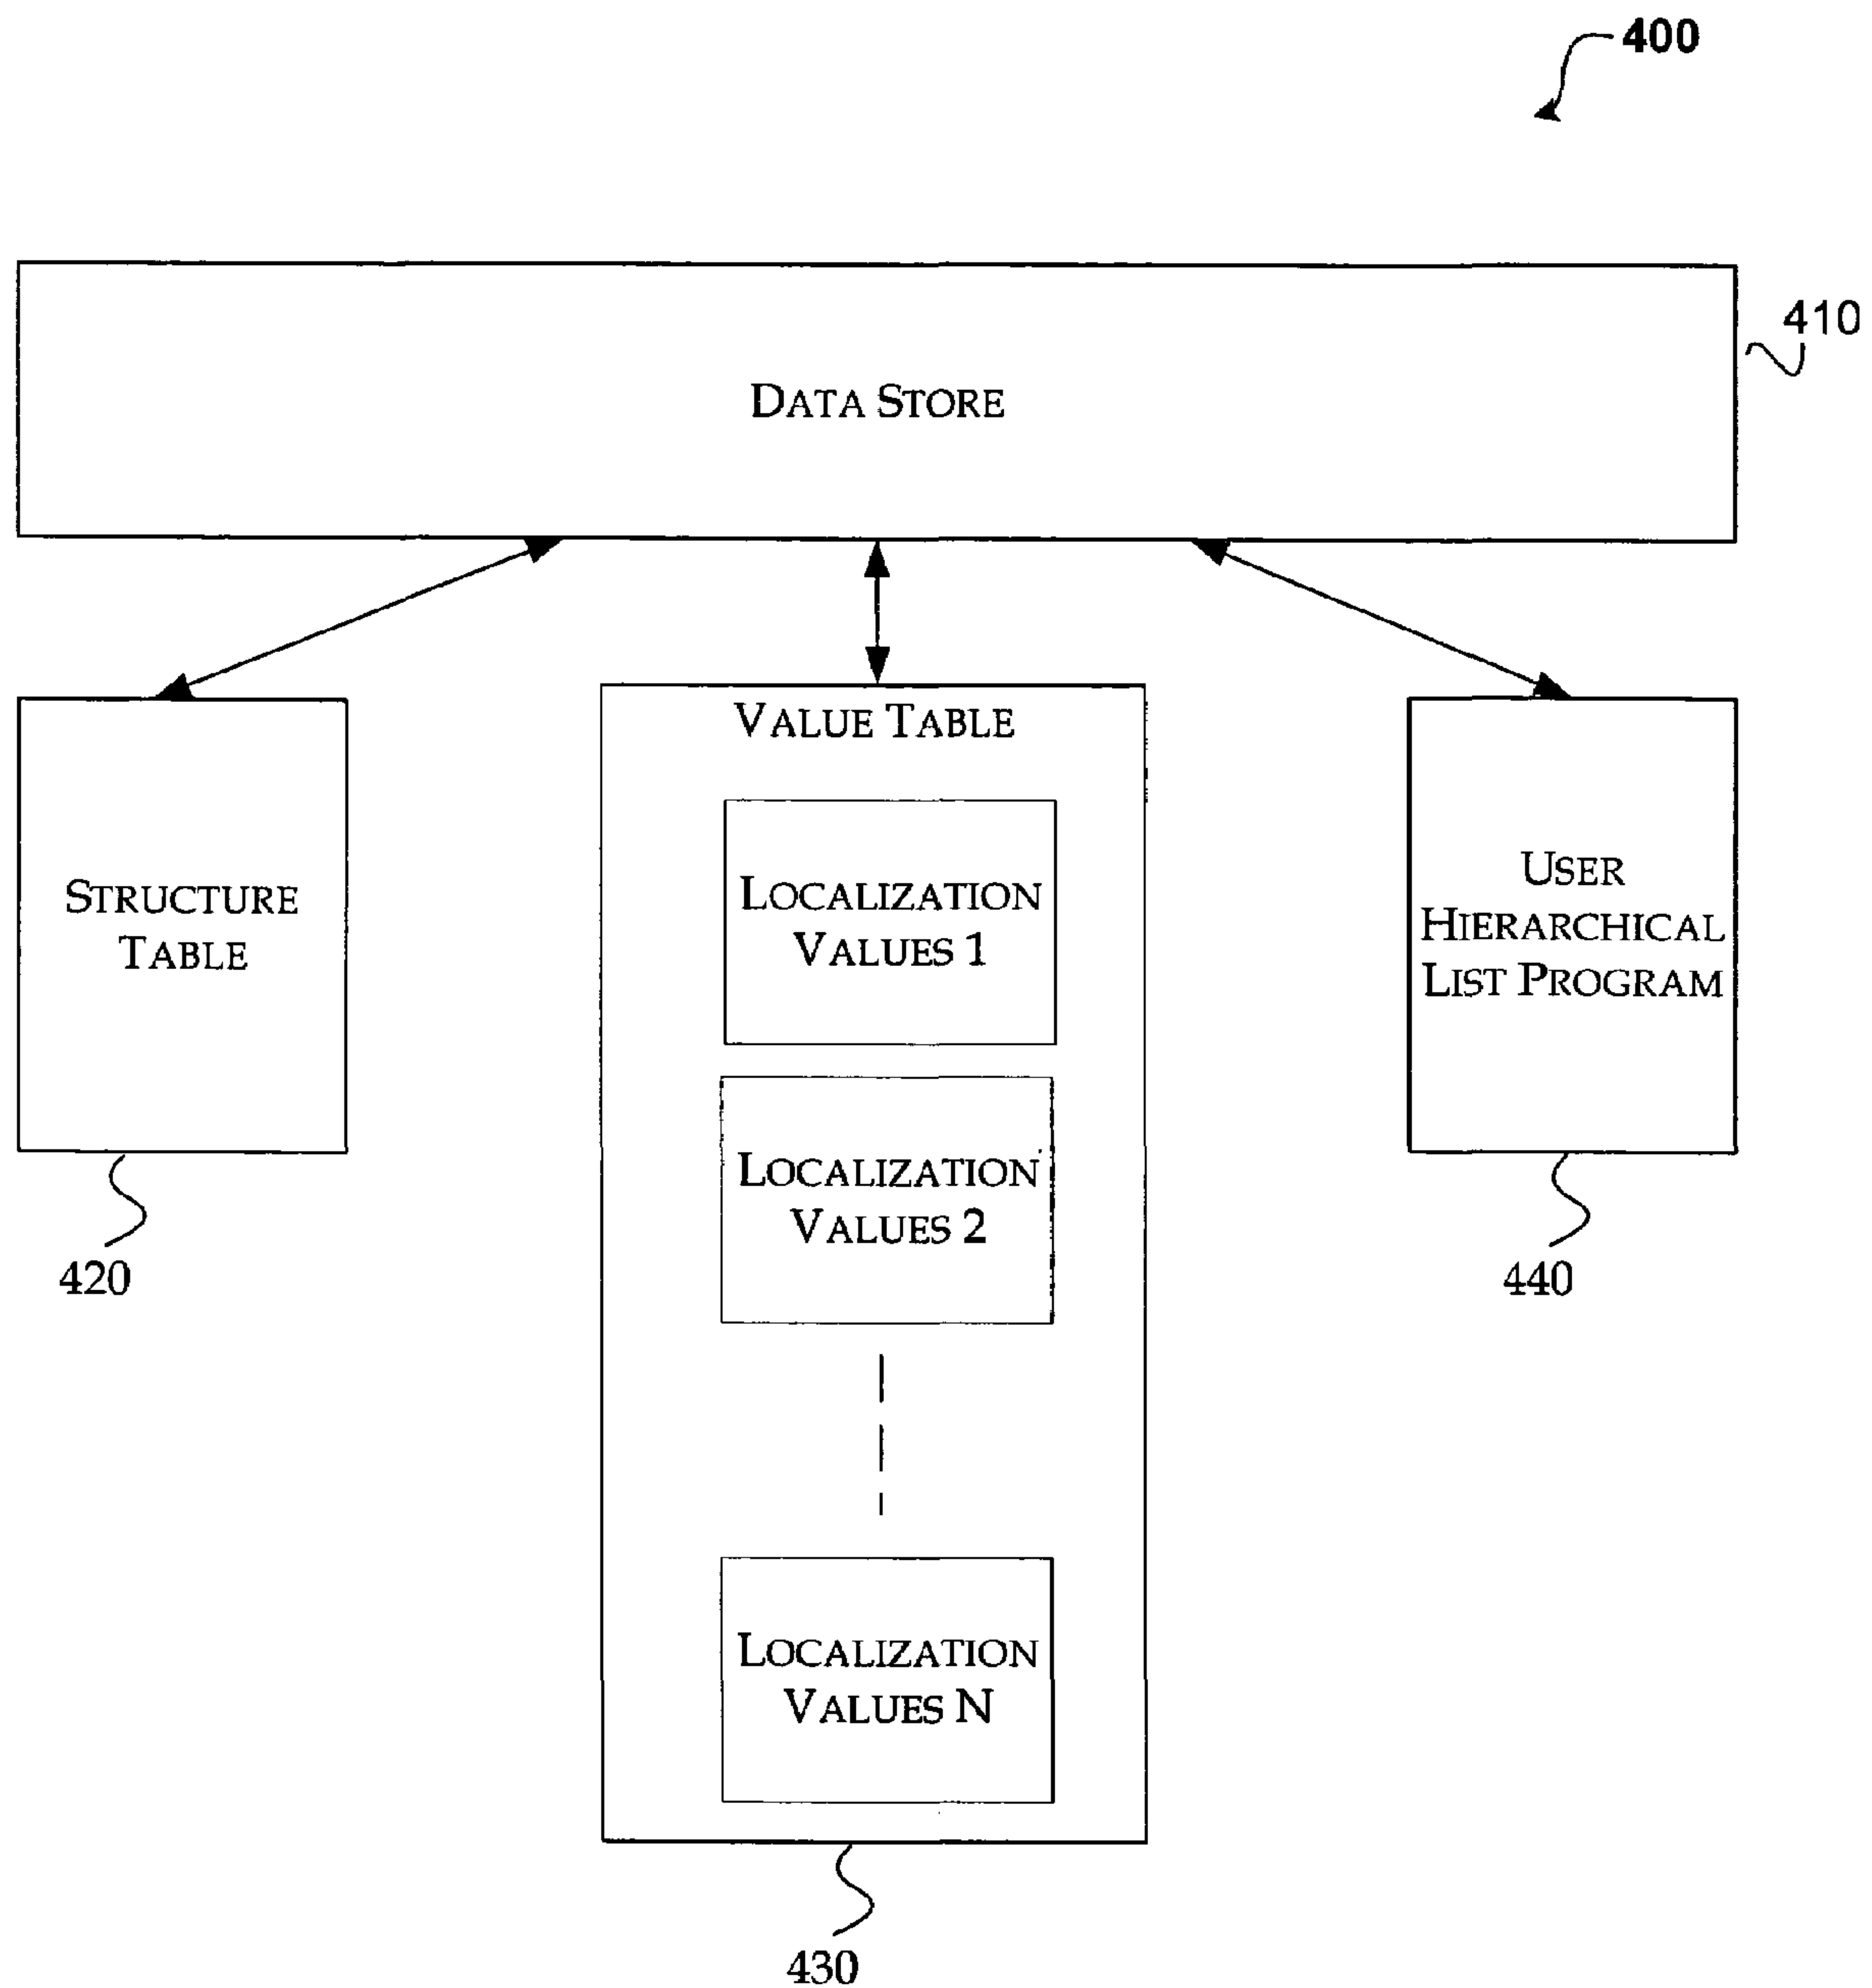 400
410
DATA STORE
VALUE TABLE
STRUCTURE
TABLE
LOCALIZATION
VALUES 1
USER
HIERARCHICAL
LIST PROGRAM
LOCALIZATION
VALUES 2
420
440
LOCALIZATION
VALUES N
430